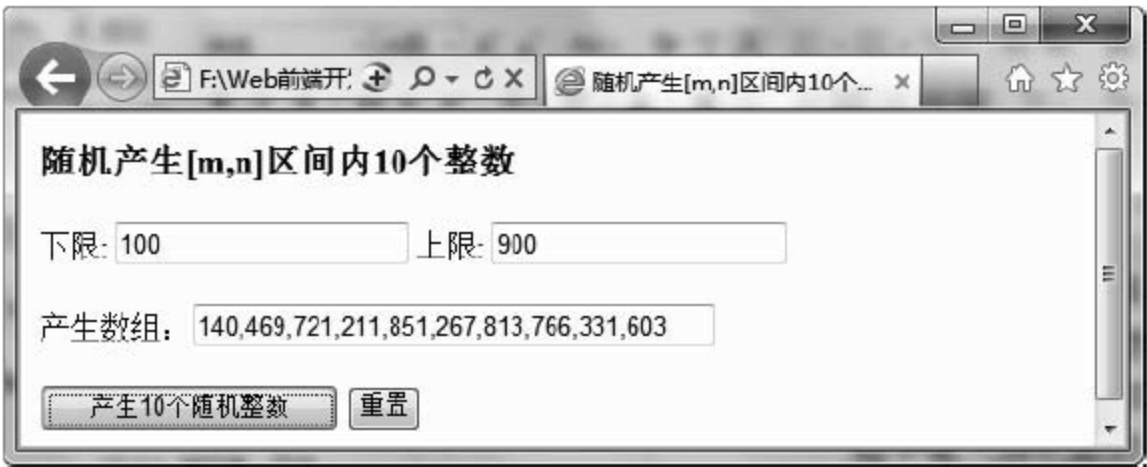 F:\Web前端开
随机产生[m,n]区间内10个...
随机产生[m,n]区间内10个整数
下限: 100 上限: 900
产生数组：140,469,721,211,851,267,813,766,331,603
产生10个随机整数 重置